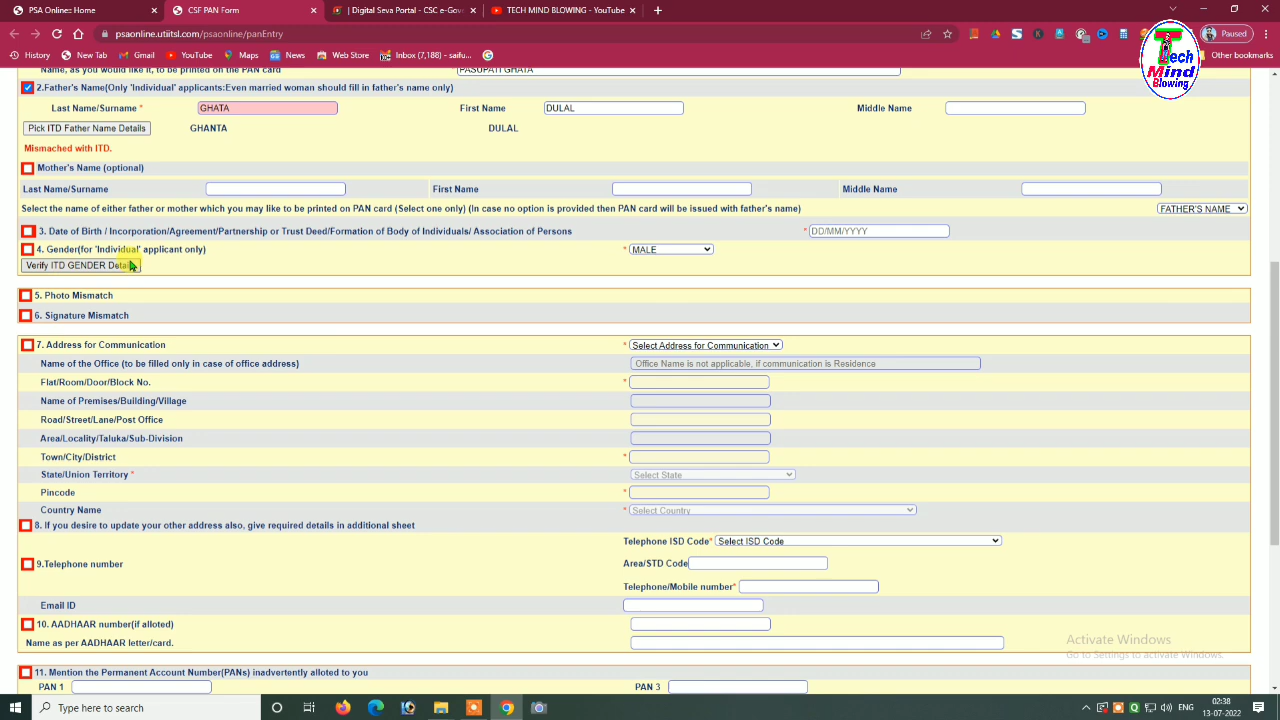 PAN CSF
CSF PANPAN
| Digital Seva Portal - CSC e-Gove
TECH MIND BLOWING - YouTube
psaonline.utiitsl.com/psaonline/panEntry
Paused
History
WhatsApp
Gmail
YouTube
Maps
News
Web Store
Inbox (7,188) - saifudd
Other bookmarks
Tech
Mind
Blowing
Name, as you would like it, to be printed on the PAN card PASUPATI GHATA
2.Father's Name(Only 'Individual' applicants:Even married woman should fill in father's name only)
Last Name/Surname * GHATA First Name DULAL Middle Name
Pick ITD Father Name Details GHANTA DULAL
Mismached with ITD.
Mother's Name (optional)
Last Name/Surname First Name Middle Name
Select the name of either father or mother which you may like to be printed on PAN card (Select one only) (In case no option is provided then PAN card will be issued with father's name) FATHER'S NAME
3. Date of Birth / Incorporation/Agreement/Partnership or Trust Deed/Formation of Body of Individuals/ Association of Persons * DD/MM/YYYY
4. Gender(for 'Individual' applicant only) * MALE
Verify ITD GENDER Details
5. Photo Mismatch
6. Signature Mismatch
7. Address for Communication * Select Address for Communication
Name of the Office (to be filled only in case of office address) Office Name is not applicable, if communication is Residence
Flat/Room/Door/Block No. *
Name of Premises/Building/Village
Road/Street/Lane/Post Office
Area/Locality/Taluka/Sub-Division
Town/City/District *
State/Union Territory * Select State
Pincode *
Country Name * Select Country
8. If you desire to update your other address also, give required details in additional sheet
Telephone ISD Code* Select ISD Code
9.Telephone number Area/STD Code
Telephone/Mobile number*
Email ID
10. AADHAAR number(if alloted)
Name as per AADHAAR letter/card.
Activate Windows
Go to Settings to activate Windows.
11. Mention the Permanent Account Number(PANs) inadvertently alloted to you
PAN 1 PAN 3
Type here to search
02:38
13-07-2022